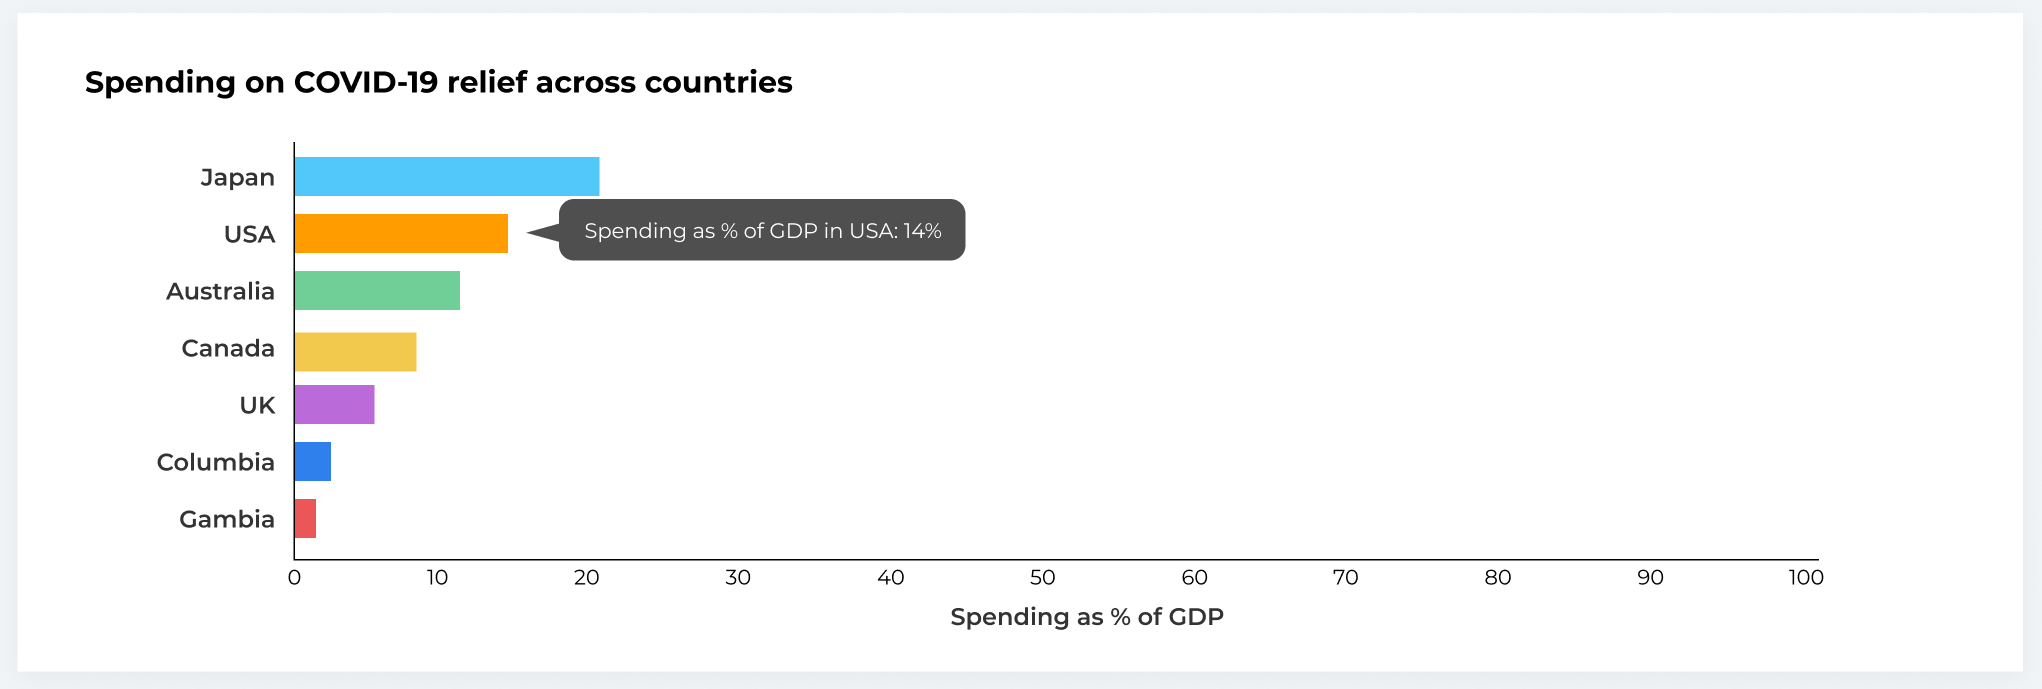 Spending on COVID-19 relief across countries
Japan
USA
Spending as % of GDP in USA: 14%
Australia
Canada
UK
Columbia
Gambia
0 10 20 30 40 50 60 70 80 90 100
Spending as % of GDP